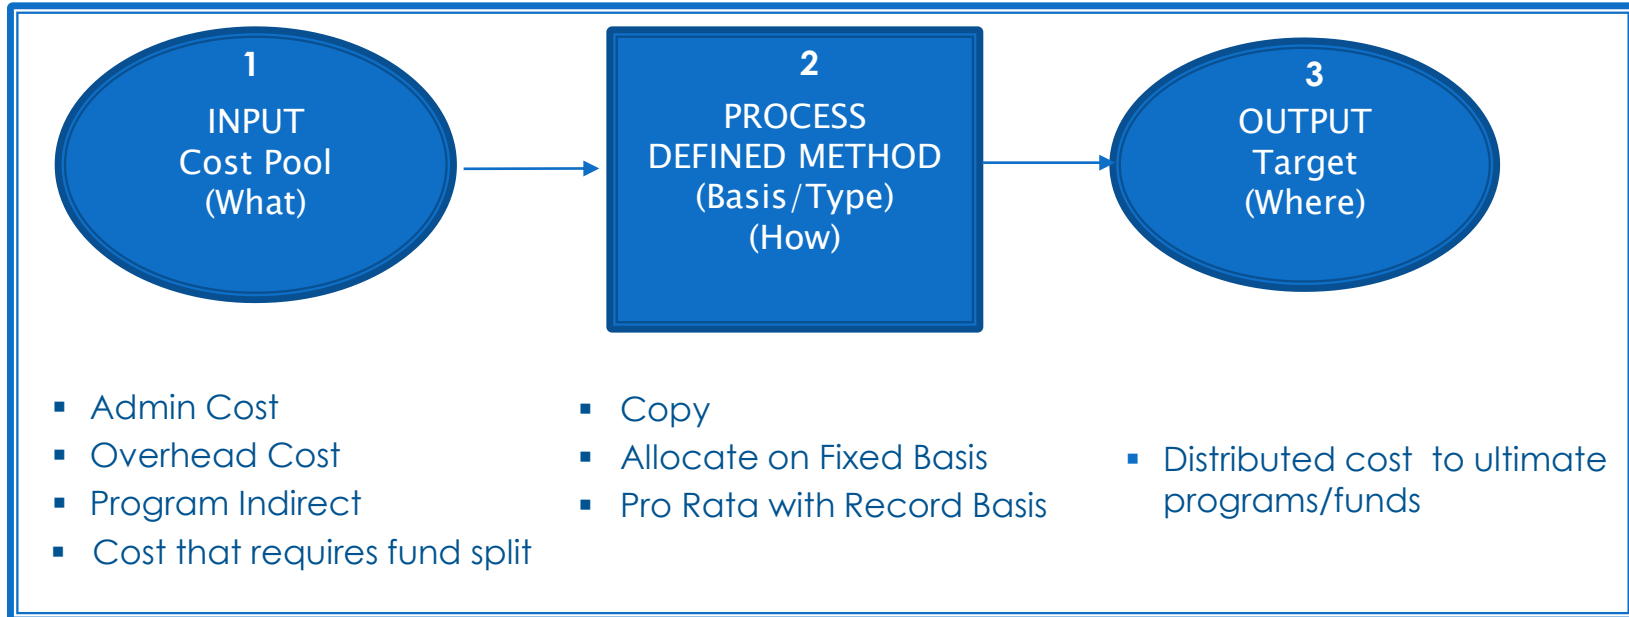 1
INPUT
Cost Pool
(What)
2
PROCESS
DEFINED METHOD
(Basis/Type)
(How)
3
OUTPUT
Target
(Where)
▪ Admin Cost
▪ Overhead Cost
▪ Program Indirect
▪ Cost that requires fund split
▪ Copy
▪ Allocate on Fixed Basis
▪ Pro Rata with Record Basis
▪ Distributed cost to ultimate
programs/funds